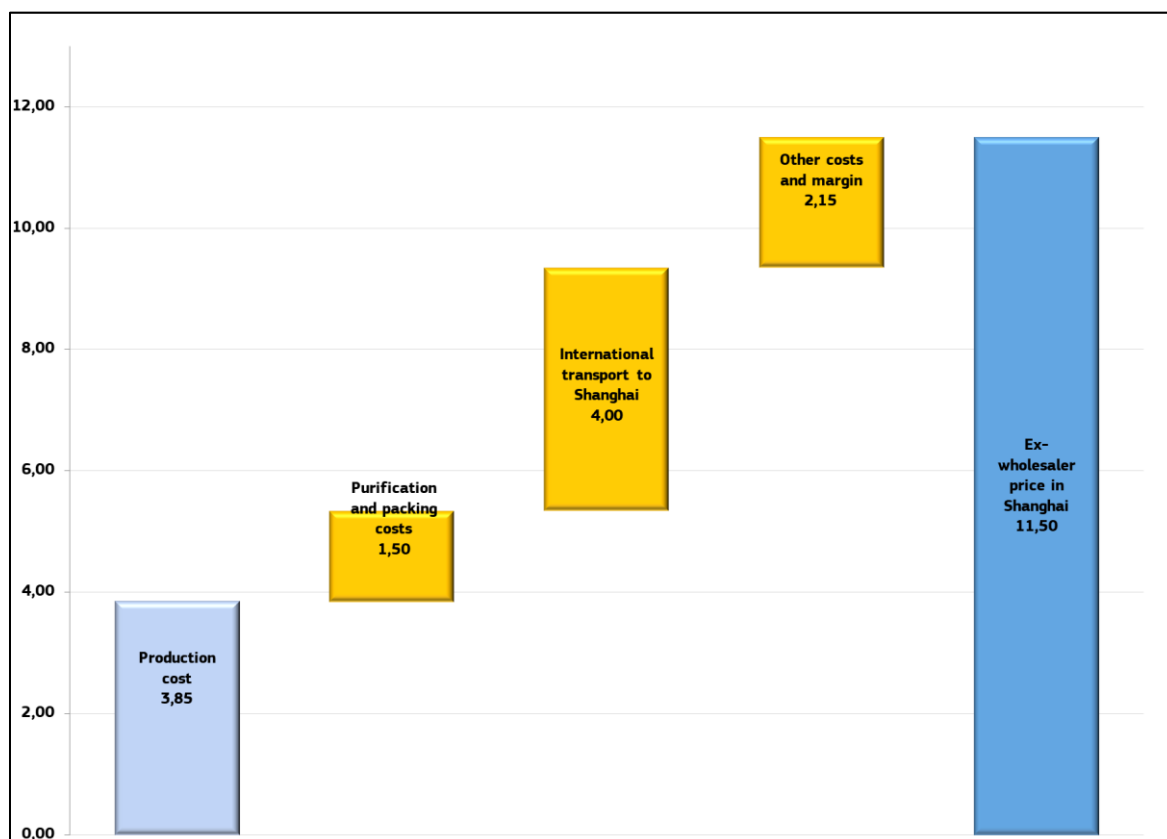 12,00
10,00
8,00
6,00
4,00
2,00
0,00
Production
cost
3,85
Purification
and packing
costs
1,50
International
transport to
Shanghai
4,00
Other costs
and margin
2,15
Ex-
wholesaler
price in
Shanghai
11,50